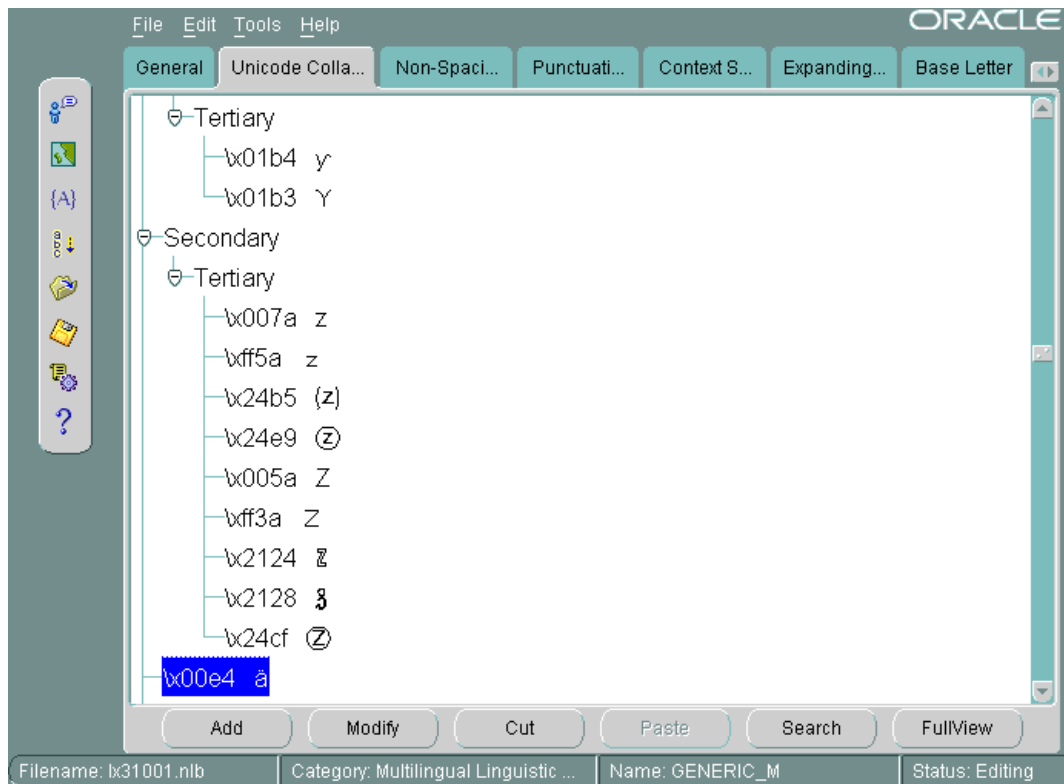 File Edit Tools Help ORACLE
General Unicode Colla... Non-Spaci... Punctuati... Context S... Expanding... Base Letter
Tertiary
\x01b4 ƴ
\x01b3 Ƴ
Secondary
Tertiary
\x007a z
\xff5a ｚ
\x24b5 ⒵
\x24e9 ⓩ
\x005a Z
\xff3a Ｚ
\x2124 ℤ
\x2128 ℨ
\x24cf Ⓩ
\x00e4 ä
{A}
a
b
c
?
Add Modify Cut Paste Search FullView
Filename: lx31001.nlb Category: Multilingual Linguistic ... Name: GENERIC_M Status: Editing